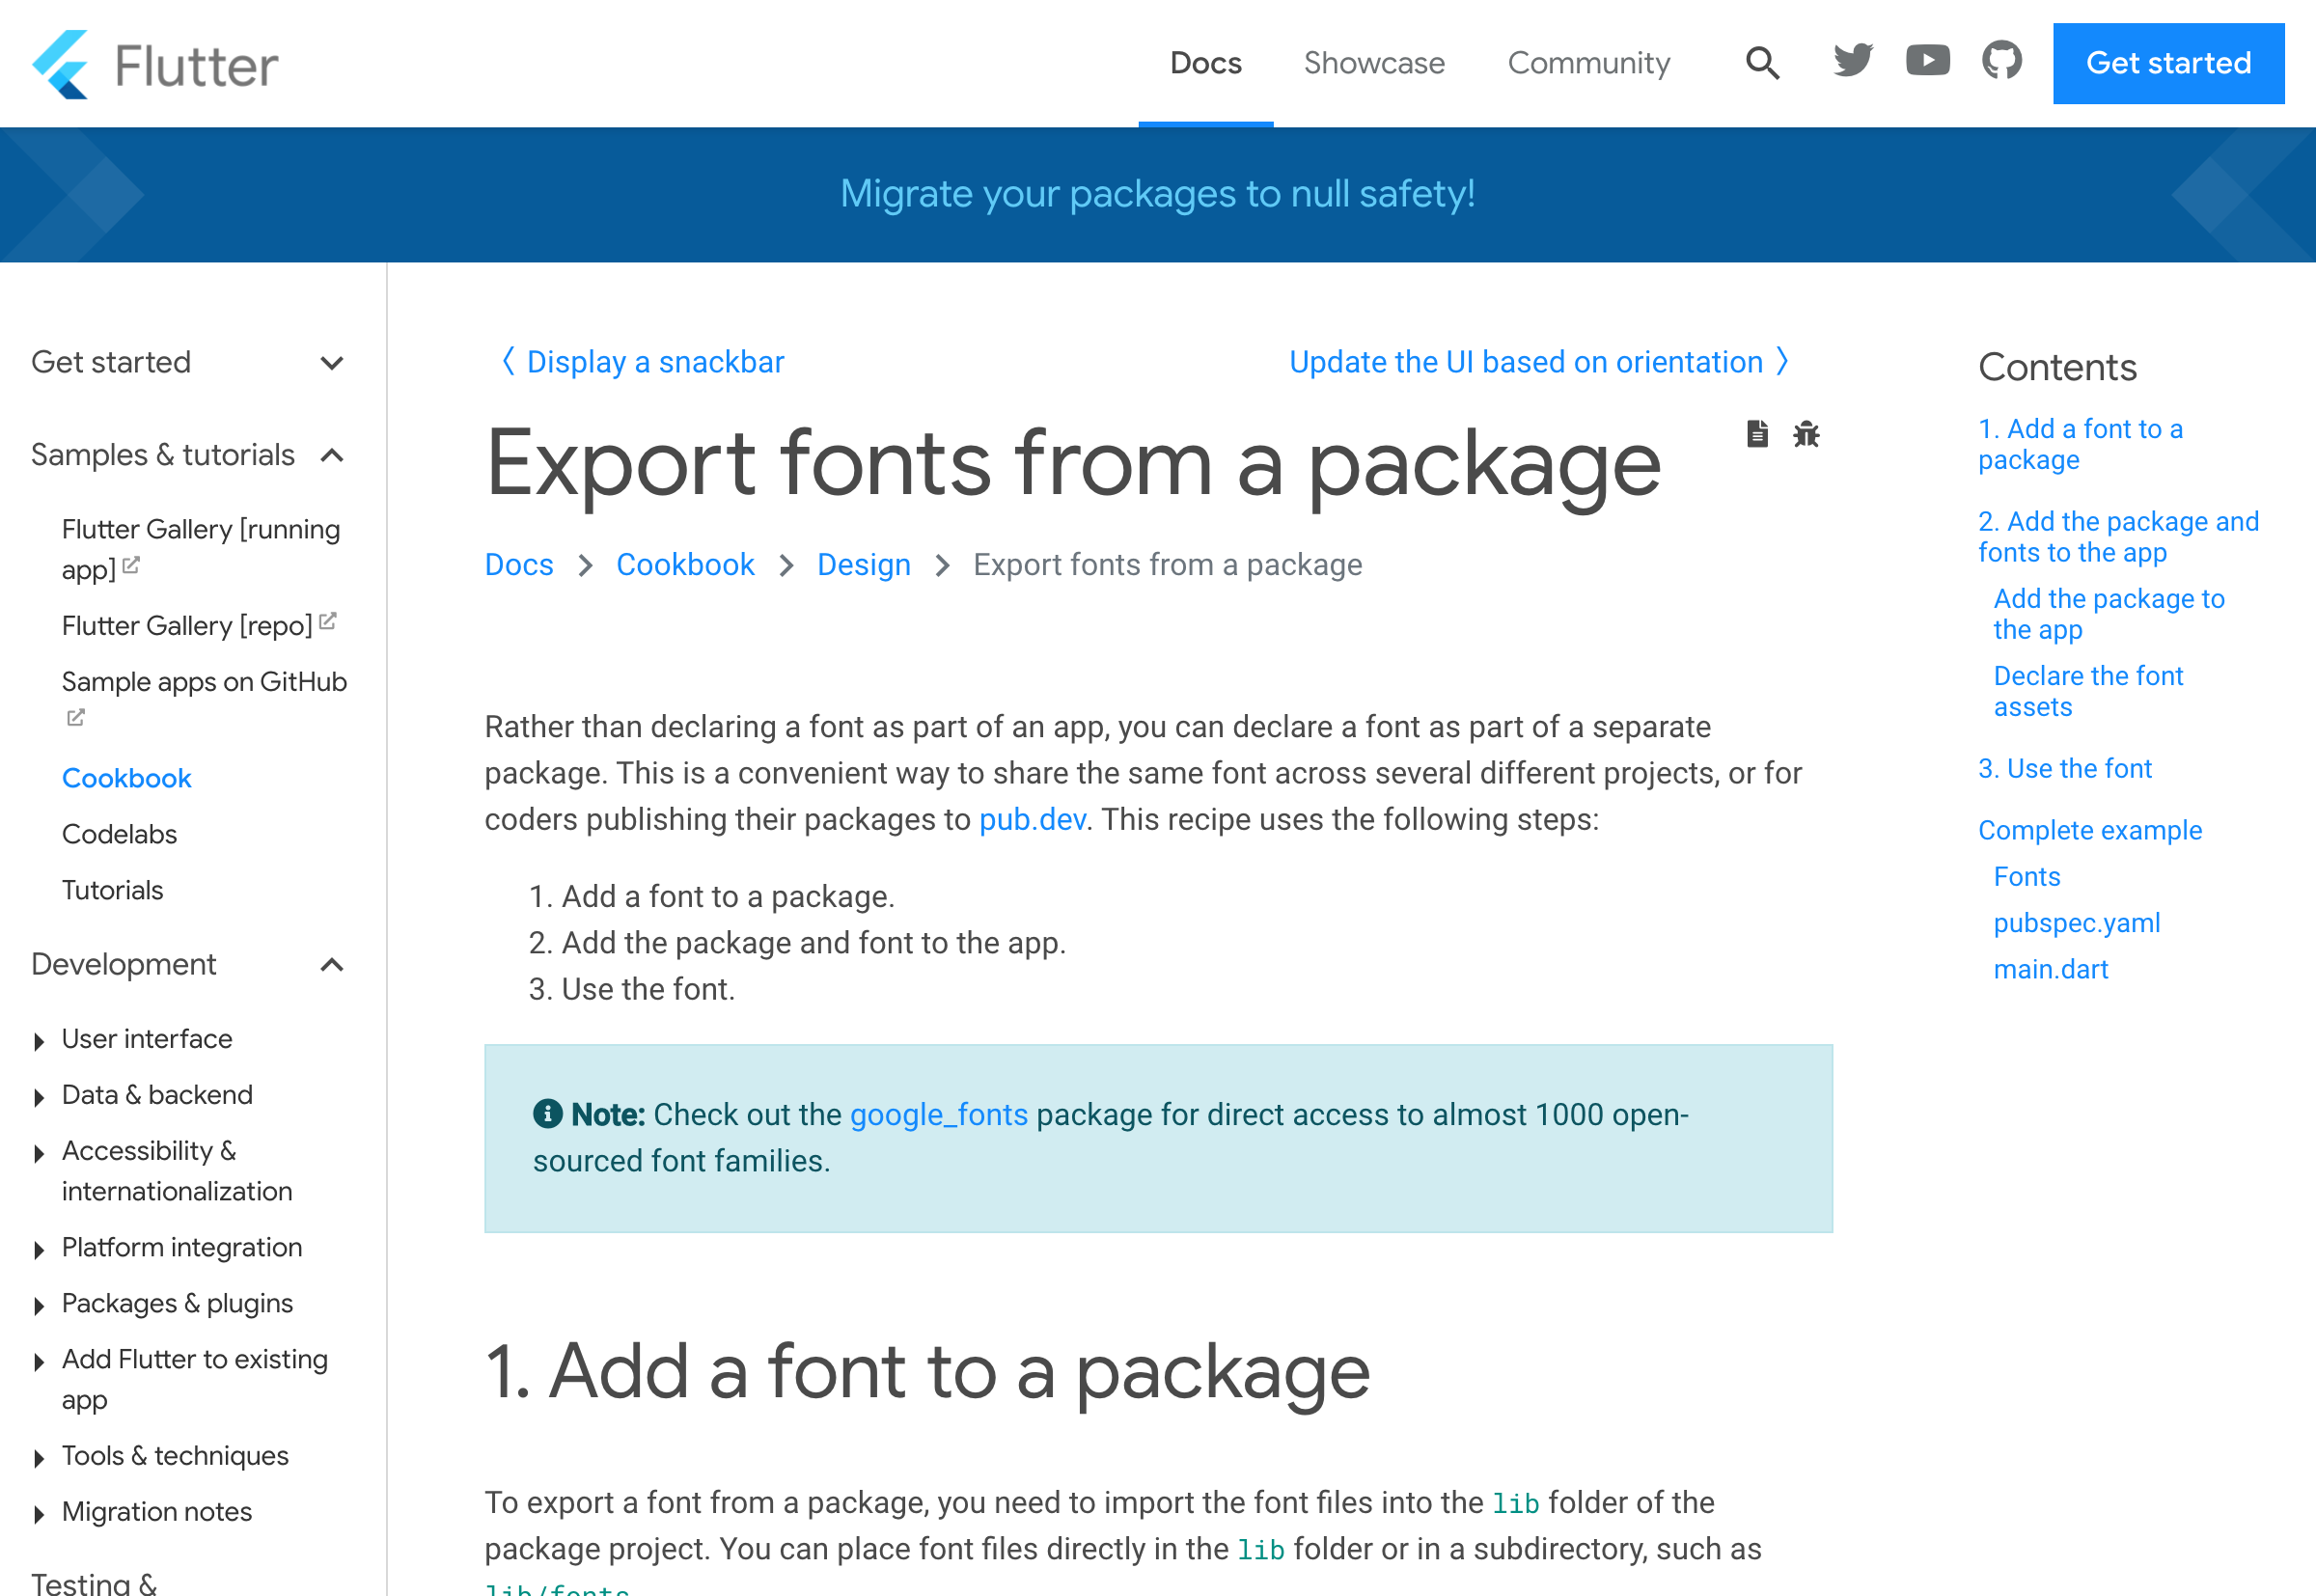 Flutter
Docs
Showcase
Community
Get started
Migrate your packages to null safety!
Get started
Samples & tutorials
Flutter Gallery [running
app]
Flutter Gallery [repo]
Sample apps on GitHub
Cookbook
Codelabs
Tutorials
Development
User interface
Data & backend
Accessibility &
internationalization
Platform integration
Packages & plugins
Add Flutter to existing
app
Tools & techniques
Migration notes
Testing &
〈 Display a snackbar
Update the UI based on orientation 〉
Export fonts from a package
Docs > Cookbook > Design > Export fonts from a package
Rather than declaring a font as part of an app, you can declare a font as part of a separate
package. This is a convenient way to share the same font across several different projects, or for
coders publishing their packages to pub.dev. This recipe uses the following steps:
1. Add a font to a package.
2. Add the package and font to the app.
3. Use the font.
Note: Check out the google_fonts package for direct access to almost 1000 open-
sourced font families.
1. Add a font to a package
To export a font from a package, you need to import the font files into the lib folder of the
package project. You can place font files directly in the lib folder or in a subdirectory, such as
lib/fonts.
Contents
1. Add a font to a
package
2. Add the package and
fonts to the app
Add the package to
the app
Declare the font
assets
3. Use the font
Complete example
Fonts
pubspec.yaml
main.dart